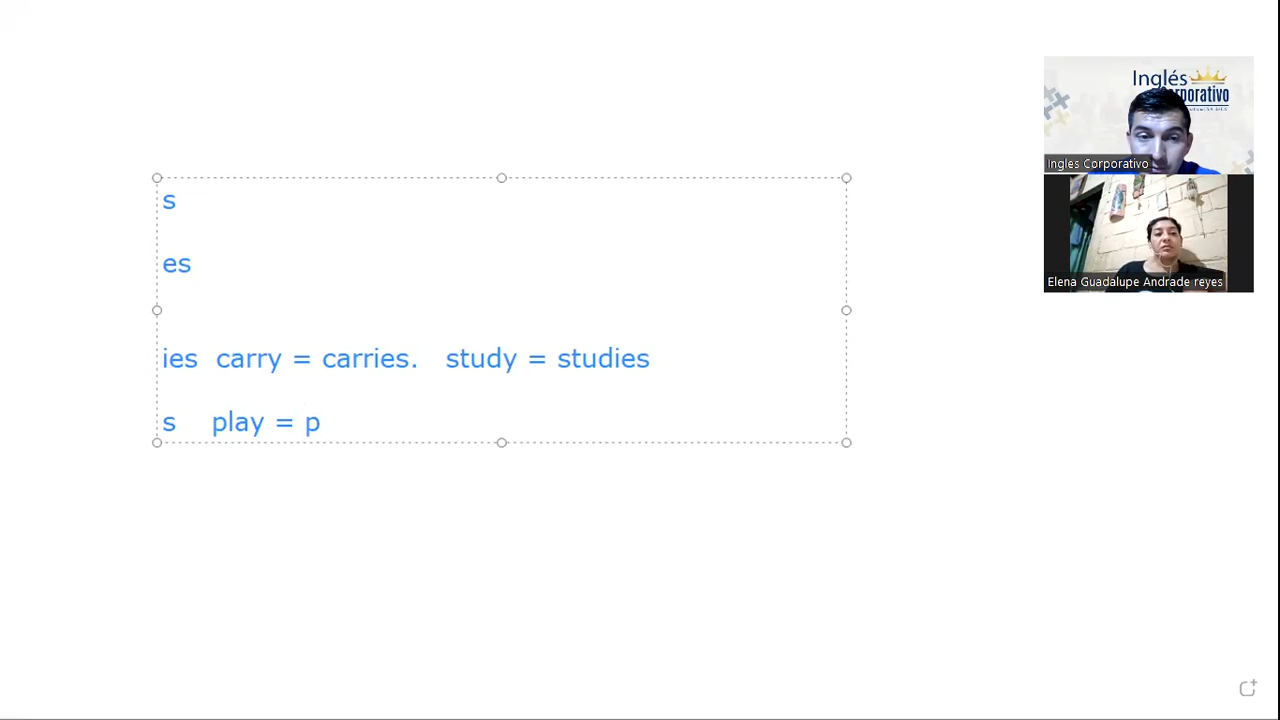 s
es
ies carry = carries. study = studies
s play = p
Inglés
Corporativo
Ingles Corporativo
Elena Guadalupe Andrade reyes